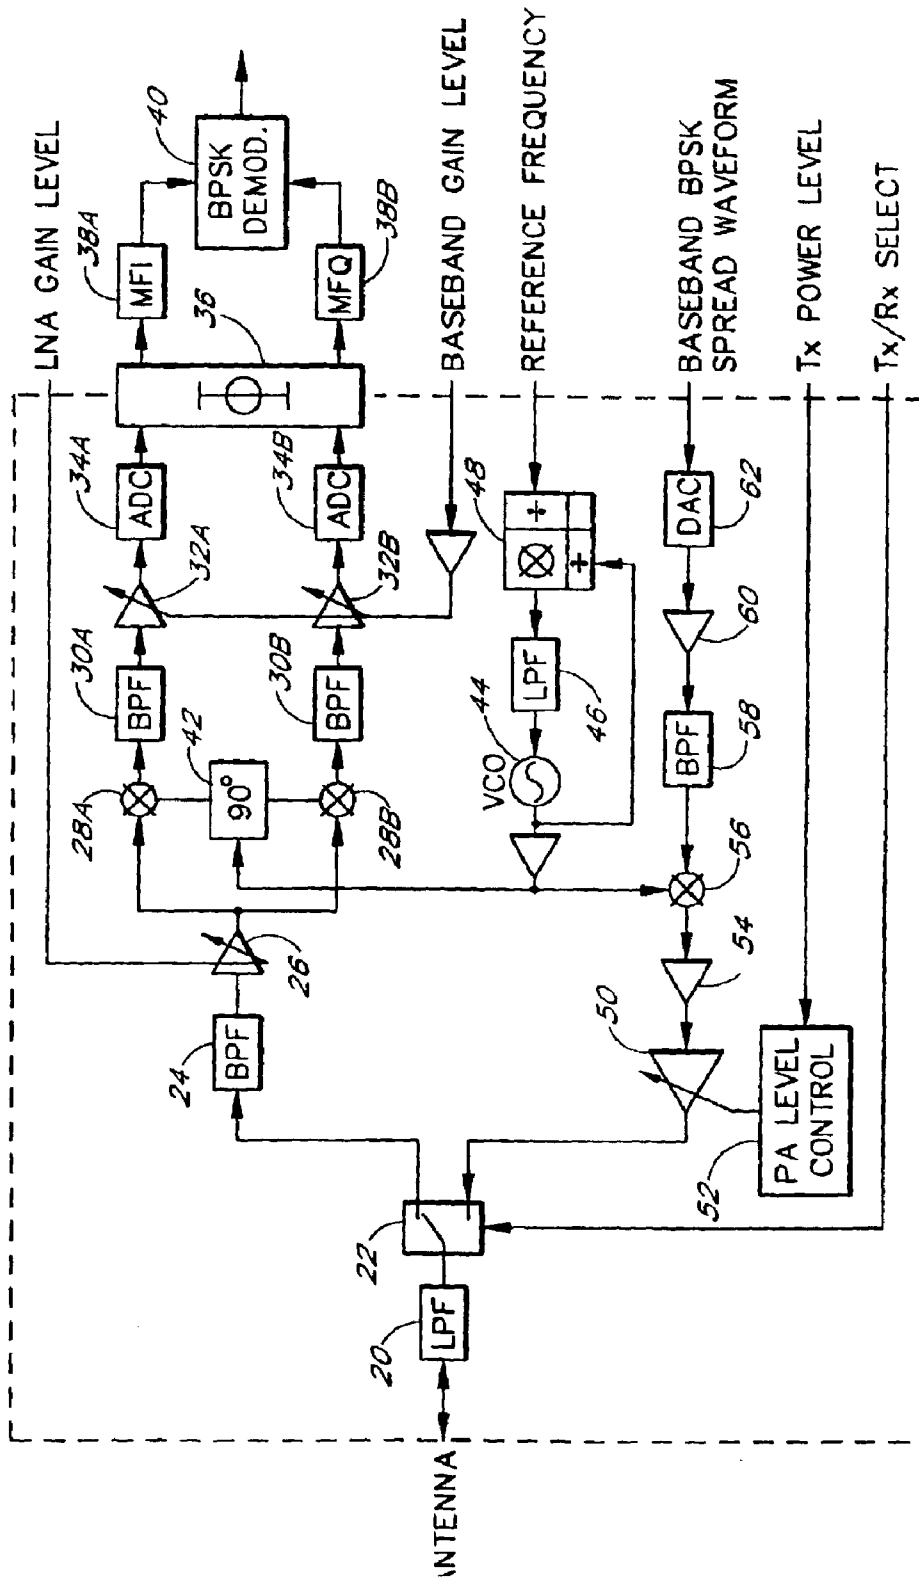 LNA GAIN LEVEL
38A
MFI
40
BPSK
DEMOD.
MFQ
38B
36
34A
ADC
34B
ADC
32A
32B
30A
BPF
30B
BPF
28A
42
90°
28B
26
24
BPF
BASEBAND GAIN LEVEL
REFERENCE FREQUENCY
48
÷
÷
LPF
46
44
VCO
22
20
LPF
ANTENNA
BASEBAND BPSK
SPREAD WAVEFORM
DAC
62
60
BPF
58
56
54
50
Tx POWER LEVEL
PA LEVEL
CONTROL
52
Tx/Rx SELECT